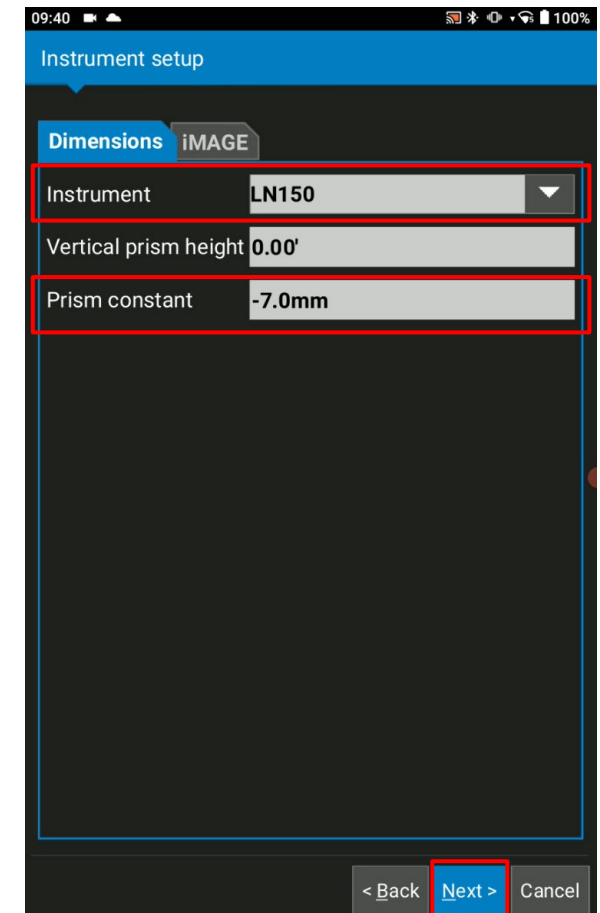 09:40 100%
Instrument setup
Dimensions iMAGE
Instrument LN150
Vertical prism height 0.00'
Prism constant -7.0mm
< Back Next > Cancel